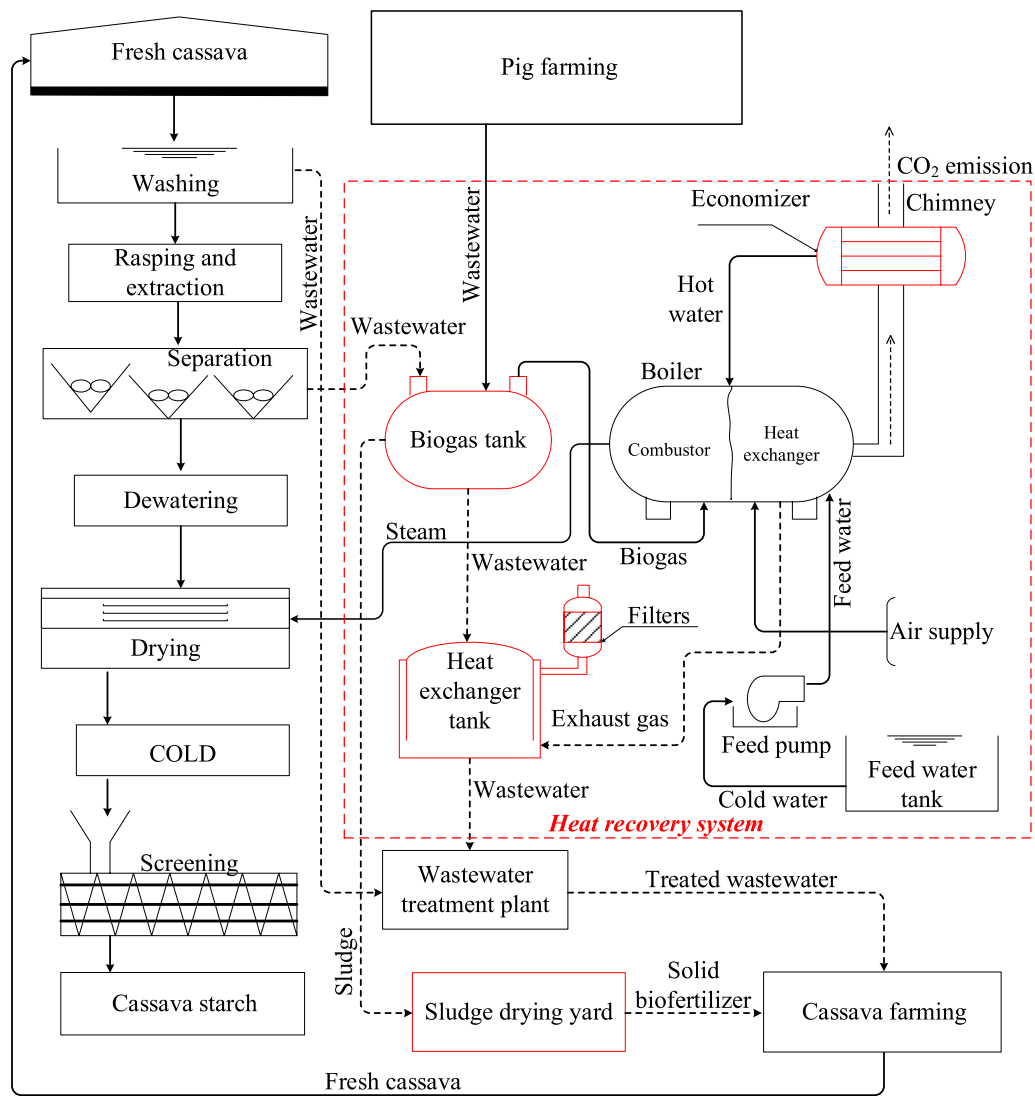 Fresh cassava
Pig farming
Washing
Wastewater
Wastewater
CO₂ emission
Chimney
Economizer
Rasping and
extraction
Hot
water
Wastewater
Separation
Boiler
Biogas tank
Combustor
Heat
exchanger
Dewatering
Steam
Wastewater
Biogas
Feed water
Filters
Air supply
Drying
Heat
exchanger
tank
Exhaust gas
Feed pump
COLD
Feed water
tank
Wastewater
Cold water
Heat recovery system
Screening
Wastewater
treatment plant
Treated wastewater
Sludge
Solid
biofertilizer
Cassava starch
Sludge drying yard
Cassava farming
Fresh cassava